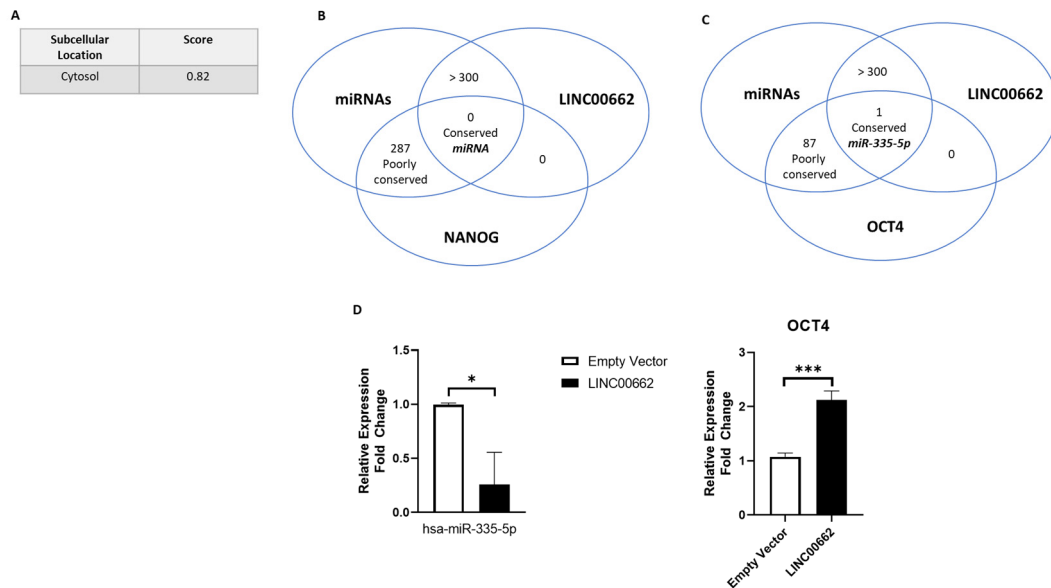 A
Subcellular Location
Score
Cytosol
0.82
B
> 300
miRNAs
LINC00662
0
Conserved
miRNA
287
Poorly
conserved
0
NANOG
C
> 300
miRNAs
LINC00662
1
Conserved
miR-335-5p
87
Poorly
conserved
0
OCT4
D
Relative Expression
Fold Change
1.5
1.0
0.5
0.0
*
hsa-miR-335-5p
Empty Vector
LINC00662
OCT4
Relative Expression
Fold Change
3
2
1
0
***
Empty Vector
LINC00662